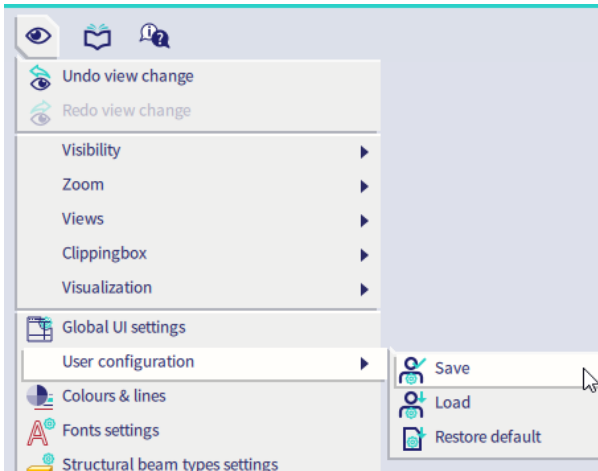 Undo view change
Redo view change
Visibility
Zoom
Views
Clippingbox
Visualization
Global UI settings
User configuration
Save
Colours & lines
Load
Fonts settings
Restore default
Structural beam types settings